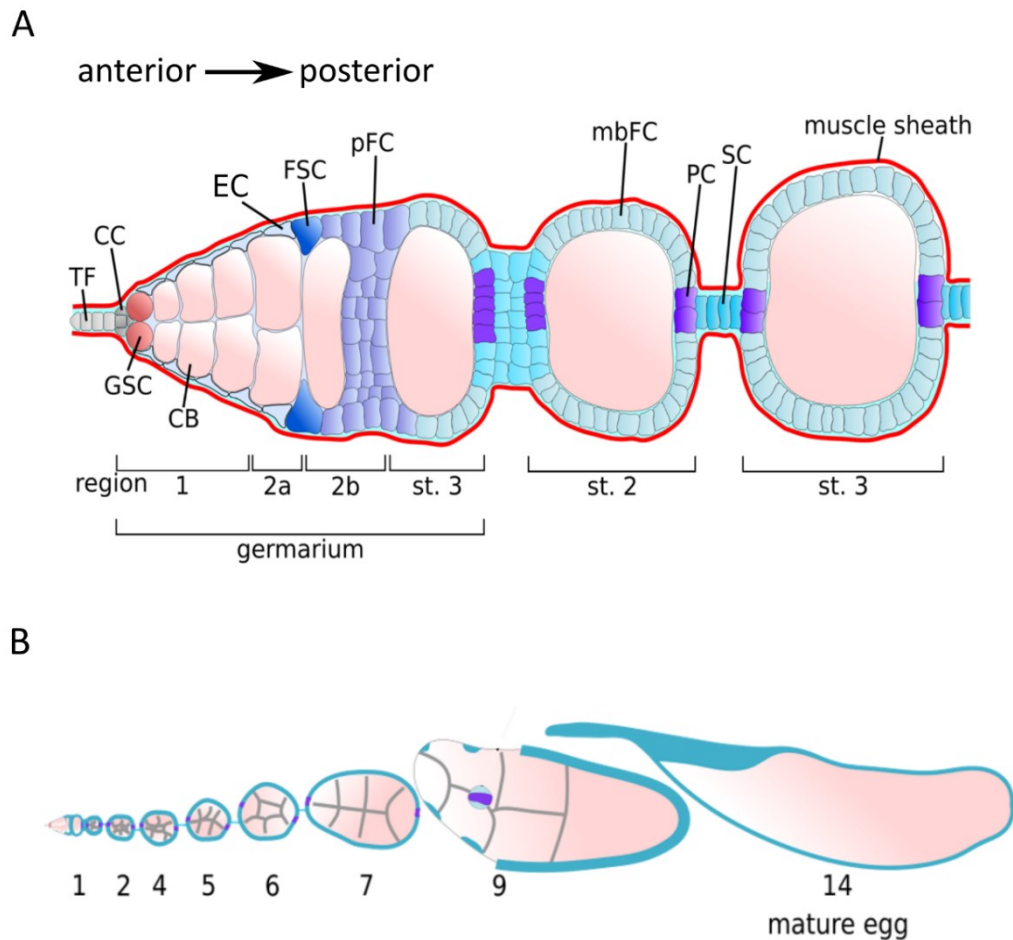 A
anterior posterior
muscle sheath
mbFC
pFC
SC
PC
FSC
EC
CC
TF
GSC
CB
region 1 2a 2b st. 3 st. 2 st. 3
germarium
B
1 2 4 5 6 7 9 14
mature egg